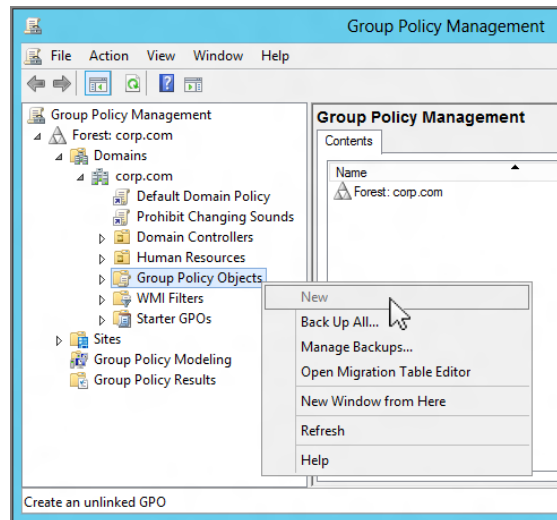 Group Policy Management
File Action View Window Help
Group Policy Management
Forest: corp.com
Domains
corp.com
Default Domain Policy
Prohibit Changing Sounds
Domain Controllers
Human Resources
Group Policy Objects
WMI Filters
Starter GPOs
Sites
Group Policy Modeling
Group Policy Results
Group Policy Management
Contents
Name
Forest: corp.com
New
Back Up All...
Manage Backups...
Open Migration Table Editor
New Window from Here
Refresh
Help
Create an unlinked GPO